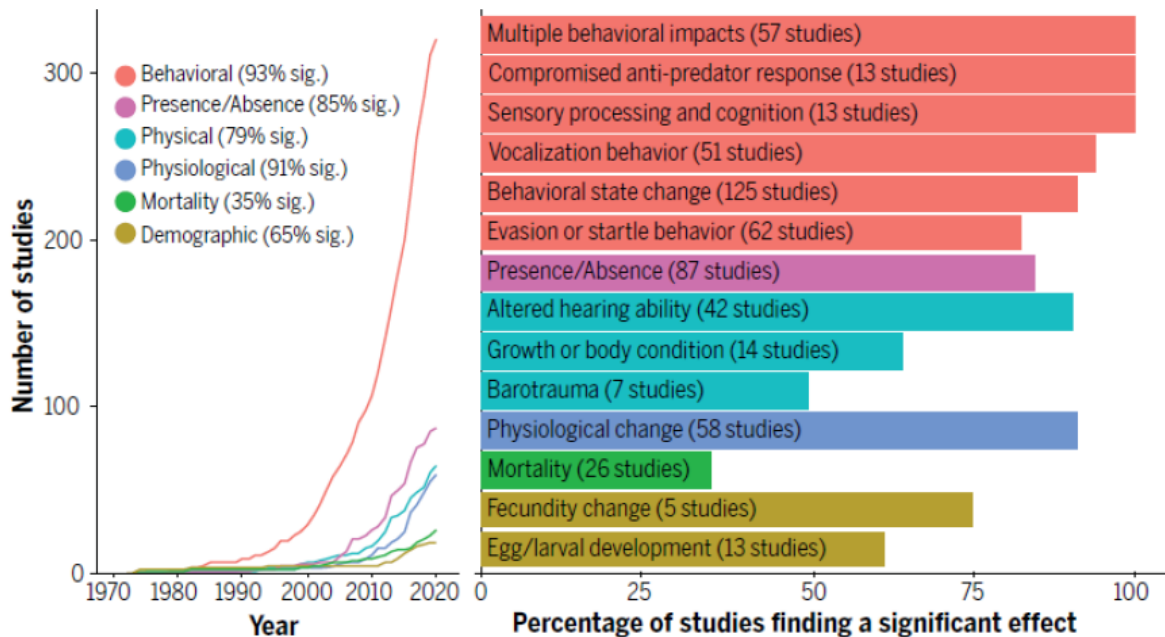 300
200
100
0
Number of studies
Behavioral (93% sig.)
Presence/Absence (85% sig.)
Physical (79% sig.)
Physiological (91% sig.)
Mortality (35% sig.)
Demographic (65% sig.)
1970 1980 1990 2000 2010 2020
Year
Multiple behavioral impacts (57 studies)
Compromised anti-predator response (13 studies)
Sensory processing and cognition (13 studies)
Vocalization behavior (51 studies)
Behavioral state change (125 studies)
Evasion or startle behavior (62 studies)
Presence/Absence (87 studies)
Altered hearing ability (42 studies)
Growth or body condition (14 studies)
Barotrauma (7 studies)
Physiological change (58 studies)
Mortality (26 studies)
Fecundity change (5 studies)
Egg/larval development (13 studies)
0 25 50 75 100
Percentage of studies finding a significant effect